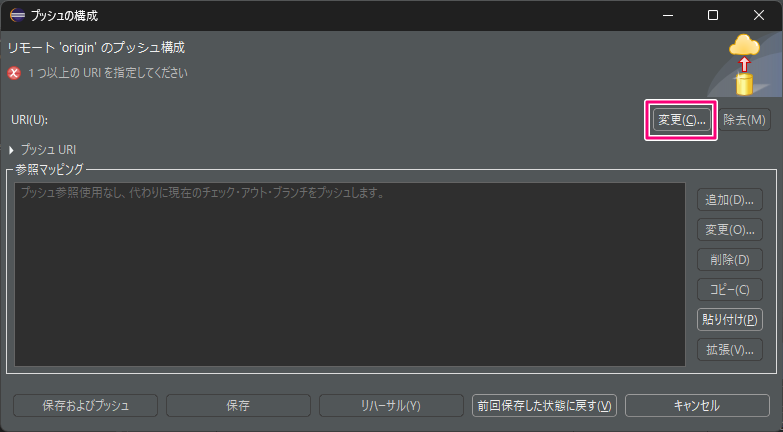 プッシュの構成
リモート 'origin' のプッシュ構成
1 つ以上の URI を指定してください
URI(U):
変更(C)...
除去(M)
プッシュ URI
参照マッピング
プッシュ参照使用なし、代わりに現在のチェック・アウト・ブランチをプッシュします。
追加(D)...
変更(O)...
削除(D)
コピー(C)
貼り付け(P)
拡張(V)...
保存およびプッシュ
保存
リハーサル(Y)
前回保存した状態に戻す(V)
キャンセル